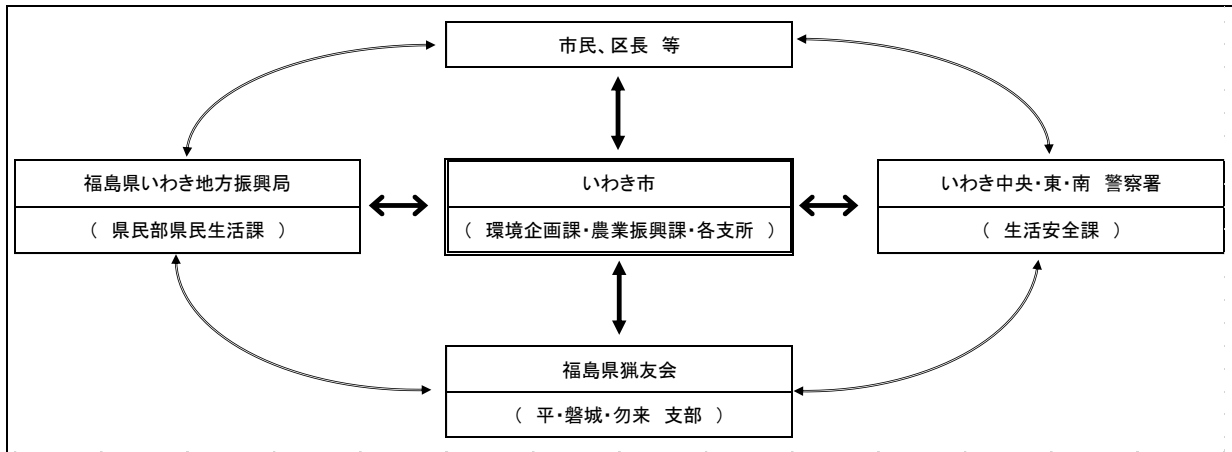 市民、区長 等
福島県いわき地方振興局
（ 県民部県民生活課 ）
いわき市
（ 環境企画課・農業振興課・各支所 ）
いわき中央・東・南 警察署
（ 生活安全課 ）
福島県猟友会
（ 平・磐城・勿来 支部 ）